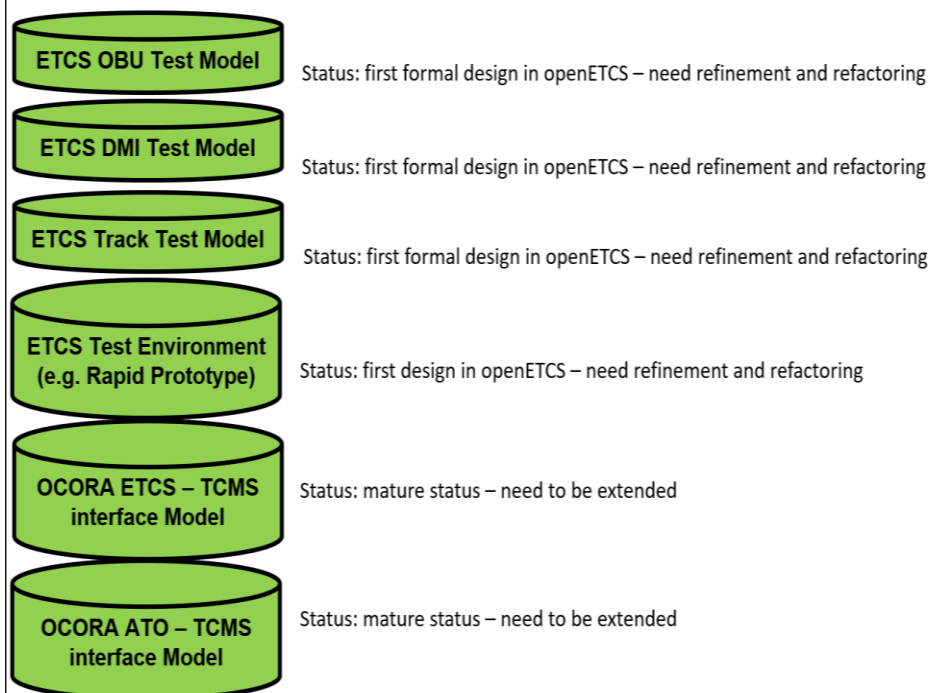 ETCS OBU Test Model
Status: first formal design in openETCS – need refinement and refactoring
ETCS DMI Test Model
Status: first formal design in openETCS – need refinement and refactoring
ETCS Track Test Model
Status: first formal design in openETCS – need refinement and refactoring
ETCS Test Environment
(e.g. Rapid Prototype)
Status: first design in openETCS – need refinement and refactoring
OCORA ETCS – TCMS
interface Model
Status: mature status – need to be extended
OCORA ATO – TCMS
interface Model
Status: mature status – need to be extended